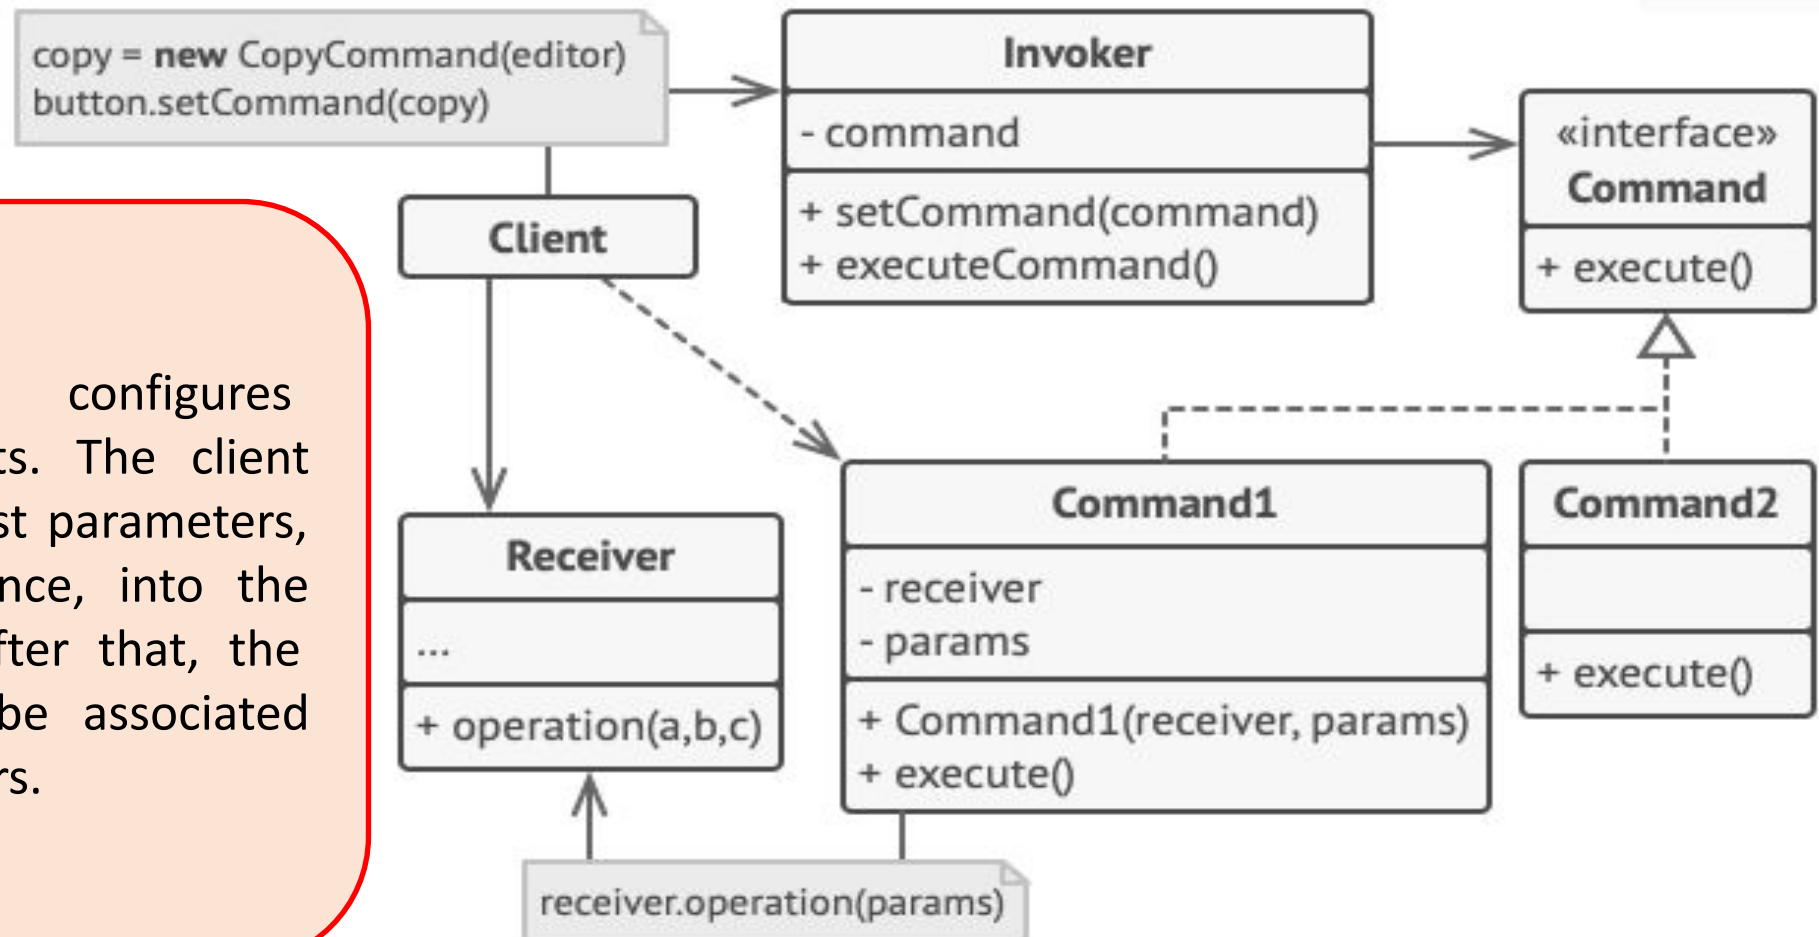 copy = new CopyCommand(editor)
button.setCommand(copy)
Invoker
- command
+ setCommand(command)
+ executeCommand()
«interface»
Command
+ execute()
Client
configures
The client
parameters,
into the
that, the
be associated
Receiver
...
+ operation(a,b,c)
Command1
- receiver
- params
+ Command1(receiver, params)
+ execute()
Command2
+ execute()
receiver.operation(params)